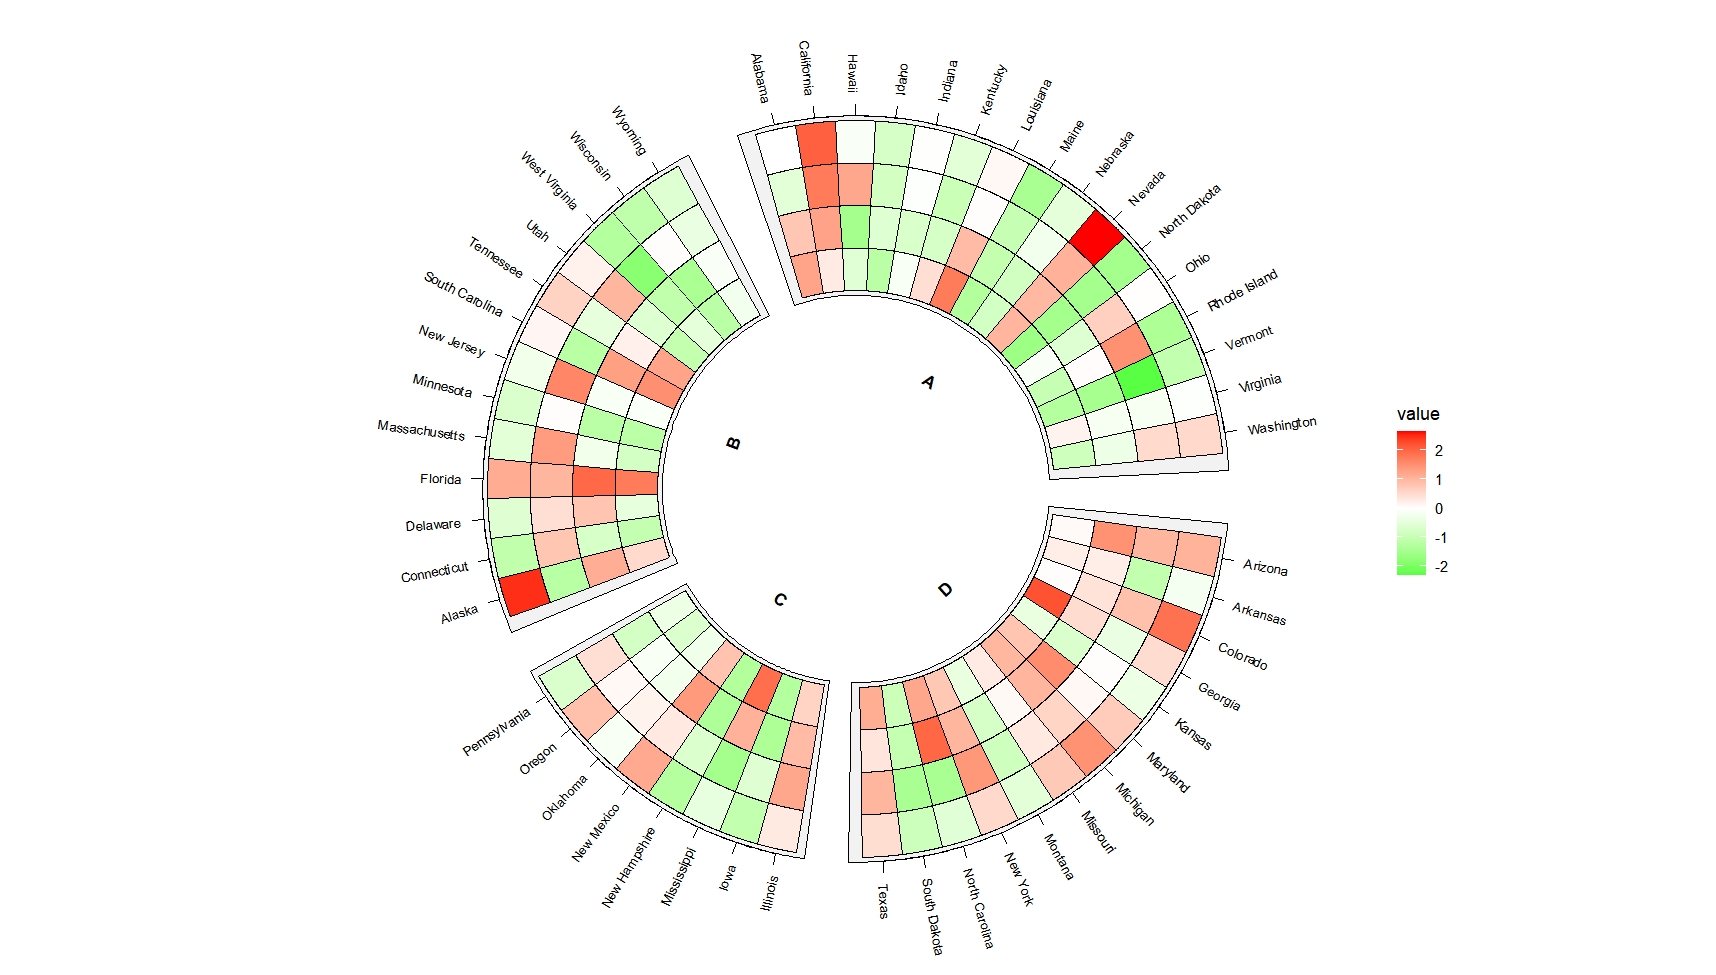 Alabama
California
Hawaii
Idaho
Indiana
Kentucky
Louisiana
Maine
Nebraska
Nevada
North Dakota
Ohio
Rhode Island
Vermont
Virginia
Washington
Arizona
Arkansas
Colorado
Georgia
Kansas
Maryland
Michigan
Missouri
Montana
New York
North Carolina
South Dakota
Texas
Illinois
Iowa
Mississippi
New Hampshire
New Mexico
Oklahoma
Oregon
Pennsylvania
Alaska
Connecticut
Delaware
Florida
Massachusetts
Minnesota
New Jersey
South Carolina
Tennessee
Utah
West Virginia
Wisconsin
Wyoming
A
B
C
D
value
2
1
0
-1
-2